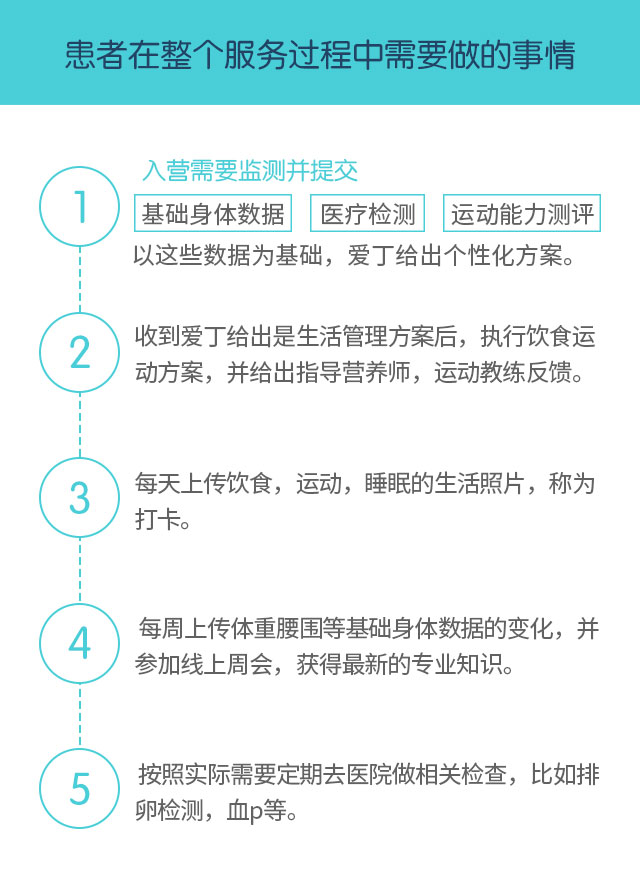 患者在整个服务过程中需要做的事情
入营需要监测并提交
1
基础身体数据 医疗检测 运动能力测评
以这些数据为基础，爱丁给出个性化方案。
2
收到爱丁给出是生活管理方案后，执行饮食运
动方案，并给出指导营养师，运动教练反馈。
3
每天上传饮食，运动，睡眠的生活照片，称为
打卡。
4
每周上传体重腰围等基础身体数据的变化，并
参加线上周会，获得最新的专业知识。
5
按照实际需要定期去医院做相关检查，比如排
卵检测，血p等。